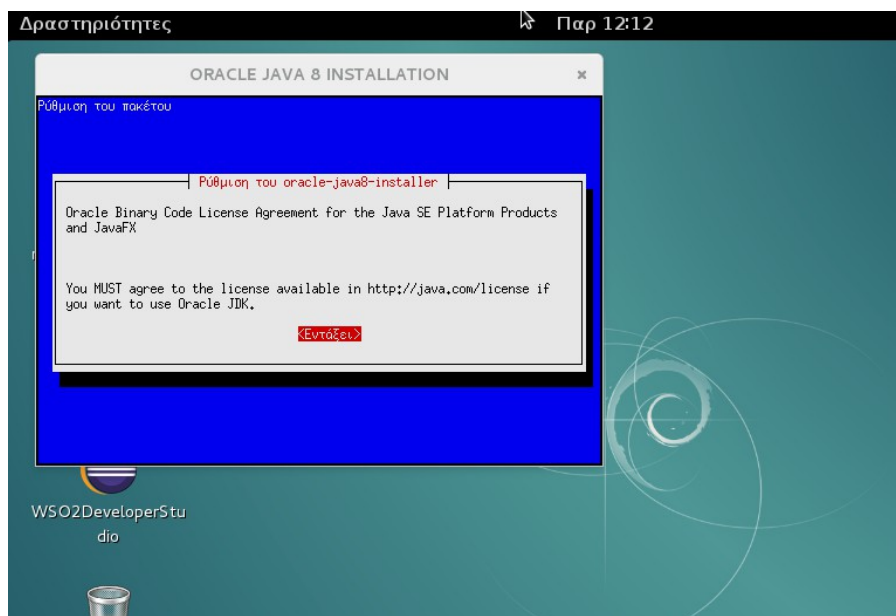 Δραστηριότητες
Παρ 12:12
ORACLE JAVA 8 INSTALLATION
Ρύθμιση του πακέτου
Ρύθμιση του oracle-java8-installer
Oracle Binary Code License Agreement for the Java SE Platform Products
and JavaFX
You MUST agree to the license available in http://java.com/license if
you want to use Oracle JDK.
<Εντάξει>
WSO2DeveloperStu
dio